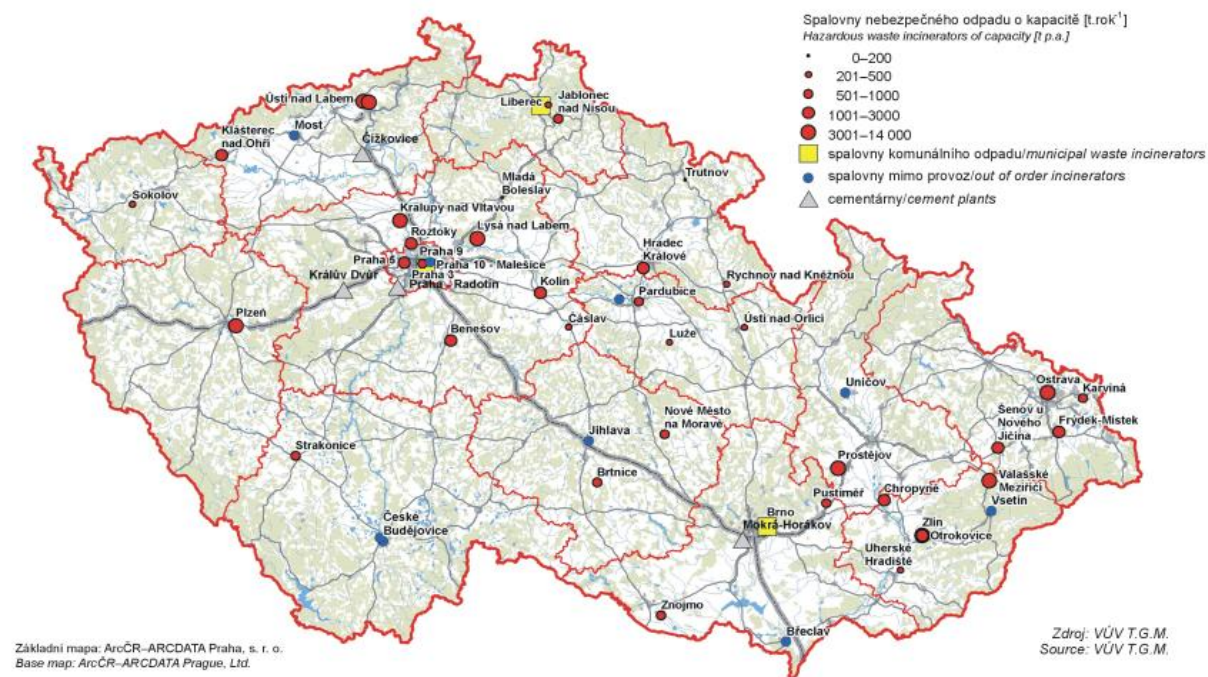 Spalovny nebezpečného odpadu o kapacitě [t.rok⁻¹]
Hazardous waste incinerators of capacity [t p.a.]
0–200
201–500
501–1000
1001–3000
3001–14 000
spalovny komunálního odpadu/municipal waste incinerators
spalovny mimo provoz/out of order incinerators
cementárny/cement plants
Ústí nad Labem
Liberec
Jablonec
nad Nisou
Most
Klášterec
nad Ohří
Čížkovice
Trutnov
Mladá
Boleslav
Sokolov
Kralupy nad Vltavou
Lysá nad Labem
Roztoky
Hradec
Králové
Praha 9
Praha 5
Praha 10 - Malešice
Praha 3
Praha - Radotín
Králův Dvůr
Rychnov nad Kněžnou
Kolín
Pardubice
Plzeň
Čáslav
Ústí nad Orlicí
Benešov
Luže
Uničov
Ostrava
Karviná
Šenov u
Nového
Jičína
Frýdek-Místek
Nové Město
na Moravě
Jihlava
Strakonice
Prostějov
Brtnice
Valašské
Meziříčí
Vsetín
Chropyně
Pustiměř
České
Budějovice
Brno
Mokrá-Horákov
Zlín
Otrokovice
Uherské
Hradiště
Znojmo
Břeclav
Základní mapa: ArcČR–ARCDATA Praha, s. r. o.
Base map: ArcČR–ARCDATA Prague, Ltd.
Zdroj: VÚV T.G.M.
Source: VÚV T.G.M.